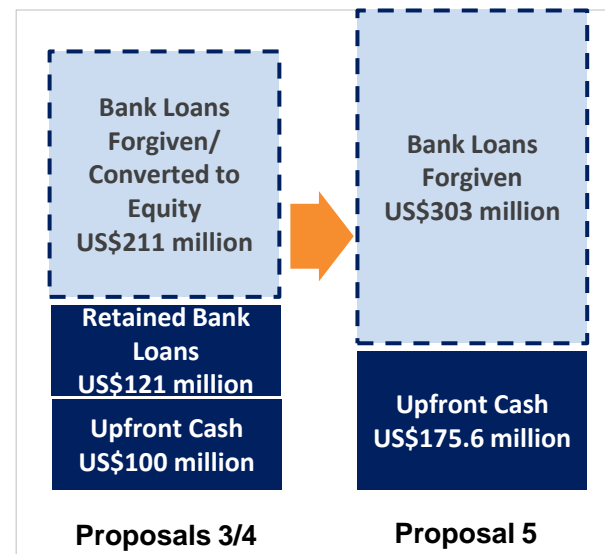 Bank Loans
Forgiven/
Converted to
Equity
US$211 million
Retained Bank
Loans
US$121 million
Upfront Cash
US$100 million
Proposals 3/4
Bank Loans
Forgiven
US$303 million
Upfront Cash
US$175.6 million
Proposal 5